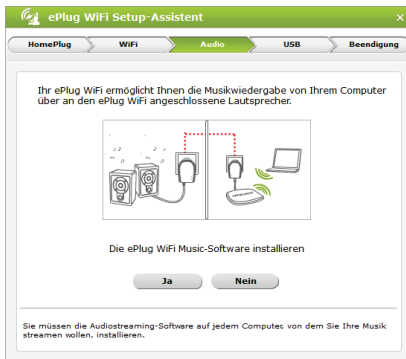 ePlug WiFi Setup-Assistent
HomePlug WiFi Audio USB Beendigung
Ihr ePlug WiFi ermöglicht Ihnen die Musikwiedergabe von Ihrem Computer
über an den ePlug WiFi angeschlossene Lautsprecher.
Die ePlug WiFi Music-Software installieren
Ja Nein
Sie müssen die Audiostreaming-Software auf jedem Computer, von dem Sie Ihre Musik
streamen wollen, installieren.